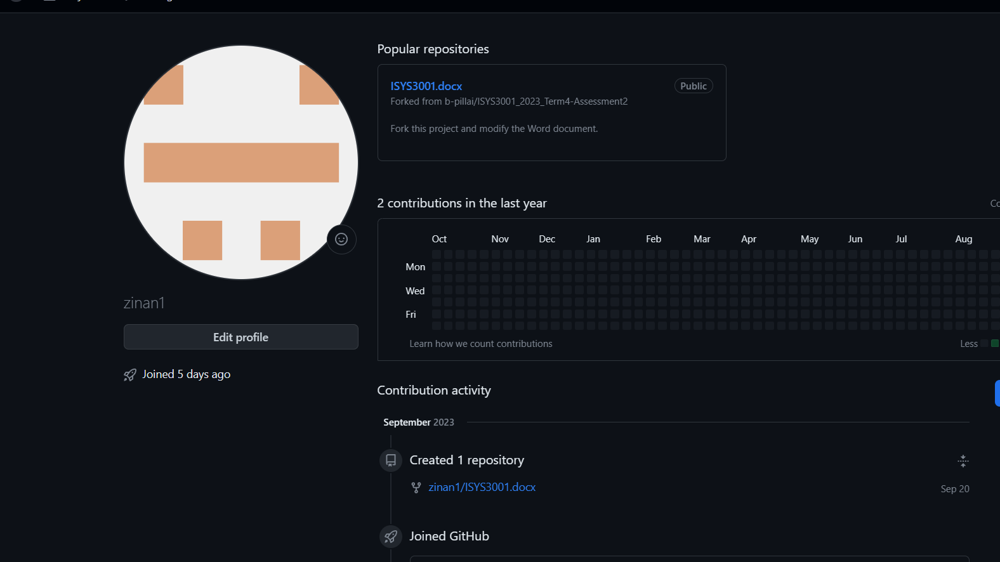 zinan1
Edit profile
Joined 5 days ago
Popular repositories
ISYS3001.docx
Public
Forked from b-pillai/ISYS3001_2023_Term4-Assessment2
Fork this project and modify the Word document.
2 contributions in the last year
Oct Nov Dec Jan Feb Mar Apr May Jun Jul Aug
Mon
Wed
Fri
Learn how we count contributions
Less
Contribution activity
September 2023
Created 1 repository
zinan1/ISYS3001.docx
Sep 20
Joined GitHub